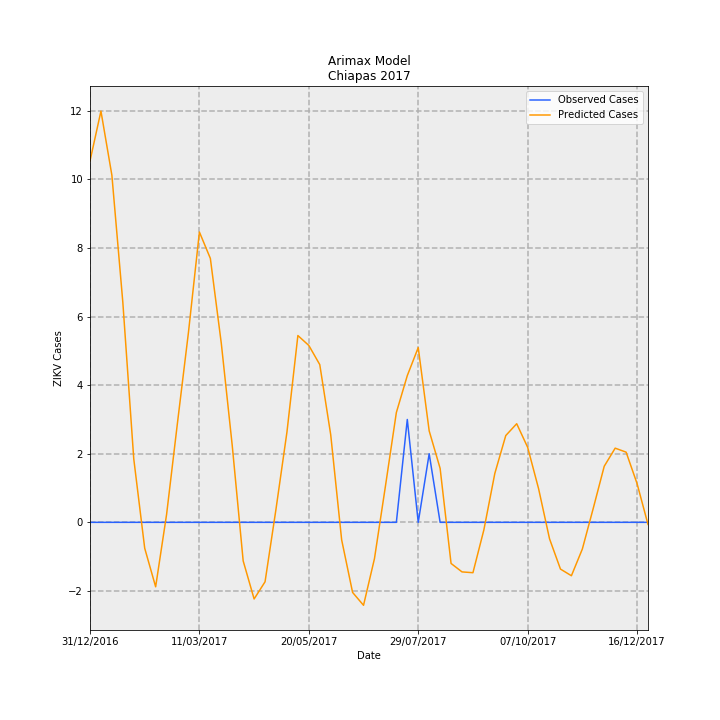 Arimax Model
Chiapas 2017
Observed Cases
Predicted Cases
12
10
8
6
4
2
0
−2
ZIKV Cases
31/12/2016 11/03/2017 20/05/2017 29/07/2017 07/10/2017 16/12/2017
Date